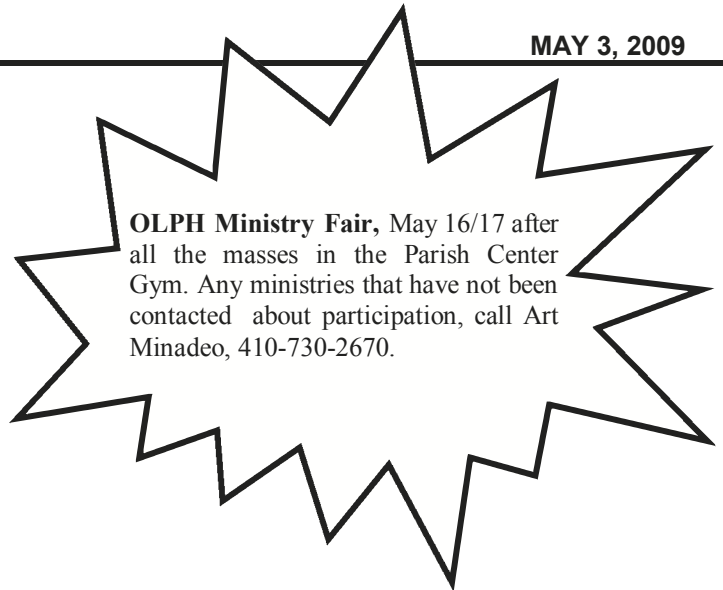 MAY 3, 2009
OLPH Ministry Fair, May 16/17 after
all the masses in the Parish Center
Gym. Any ministries that have not been
contacted about participation, call Art
Minadeo, 410-730-2670.